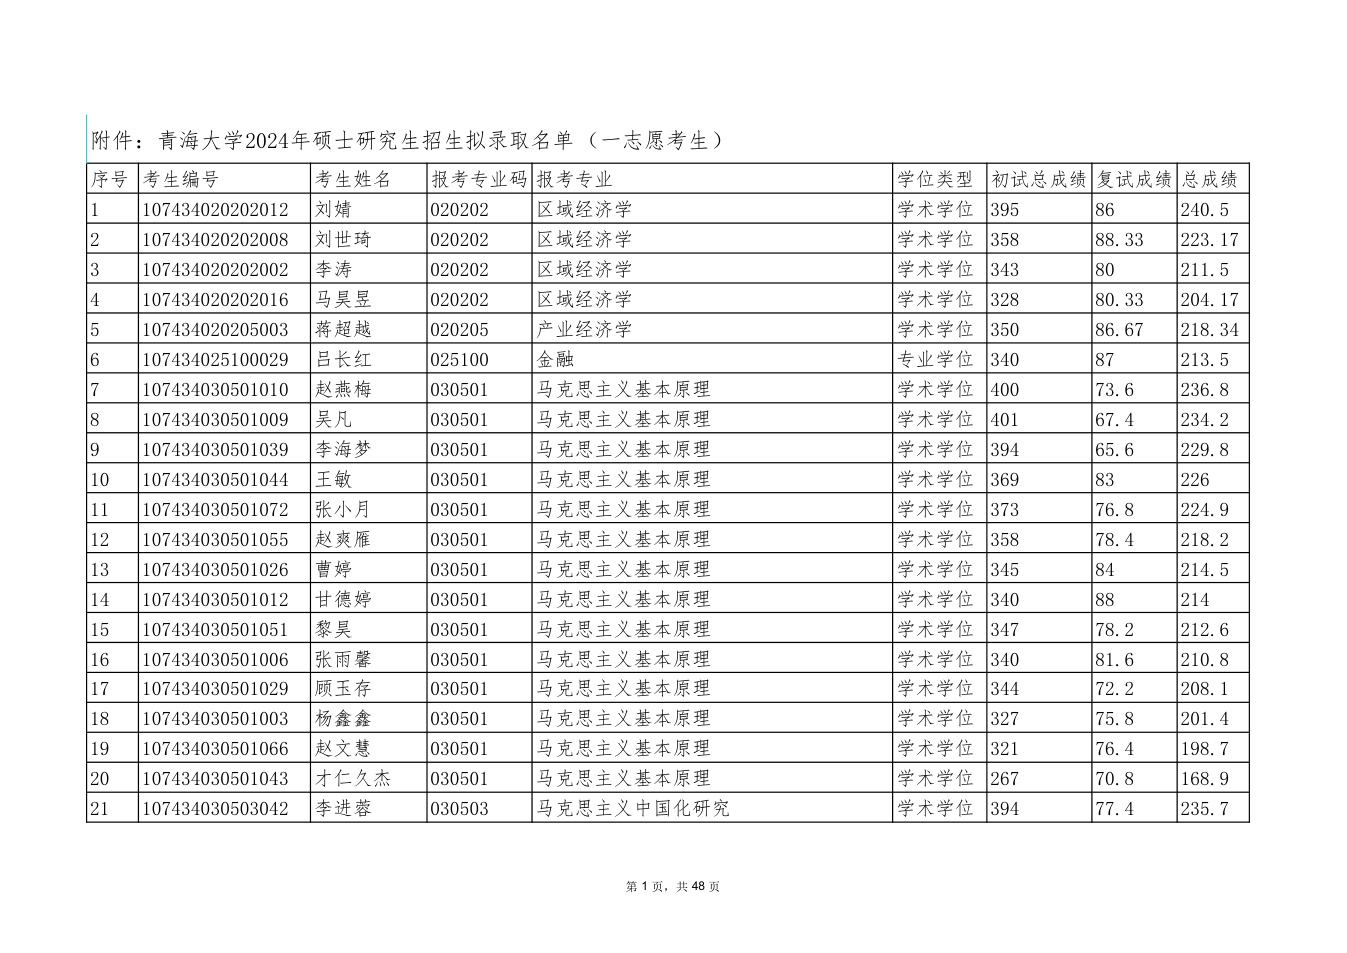 附件：青海大学2024年硕士研究生招生拟录取名单（一志愿考生）
序号 考生编号 考生姓名 报考专业码 报考专业 学位类型 初试总成绩 复试成绩 总成绩
1 107434020202012 刘婧 020202 区域经济学 学术学位 395 86 240.5
2 107434020202008 刘世琦 020202 区域经济学 学术学位 358 88.33 223.17
3 107434020202002 李涛 020202 区域经济学 学术学位 343 80 211.5
4 107434020202016 马昊昱 020202 区域经济学 学术学位 328 80.33 204.17
5 107434020205003 蒋超越 020205 产业经济学 学术学位 350 86.67 218.34
6 107434025100029 吕长红 025100 金融 专业学位 340 87 213.5
7 107434030501010 赵燕梅 030501 马克思主义基本原理 学术学位 400 73.6 236.8
8 107434030501009 吴凡 030501 马克思主义基本原理 学术学位 401 67.4 234.2
9 107434030501039 李海梦 030501 马克思主义基本原理 学术学位 394 65.6 229.8
10 107434030501044 王敏 030501 马克思主义基本原理 学术学位 369 83 226
11 107434030501072 张小月 030501 马克思主义基本原理 学术学位 373 76.8 224.9
12 107434030501055 赵爽雁 030501 马克思主义基本原理 学术学位 358 78.4 218.2
13 107434030501026 曹婷 030501 马克思主义基本原理 学术学位 345 84 214.5
14 107434030501012 甘德婷 030501 马克思主义基本原理 学术学位 340 88 214
15 107434030501051 黎昊 030501 马克思主义基本原理 学术学位 347 78.2 212.6
16 107434030501006 张雨馨 030501 马克思主义基本原理 学术学位 340 81.6 210.8
17 107434030501029 顾玉存 030501 马克思主义基本原理 学术学位 344 72.2 208.1
18 107434030501003 杨鑫鑫 030501 马克思主义基本原理 学术学位 327 75.8 201.4
19 107434030501066 赵文慧 030501 马克思主义基本原理 学术学位 321 76.4 198.7
20 107434030501043 才仁久杰 030501 马克思主义基本原理 学术学位 267 70.8 168.9
21 107434030503042 李进蓉 030503 马克思主义中国化研究 学术学位 394 77.4 235.7
第 1 页，共 48 页